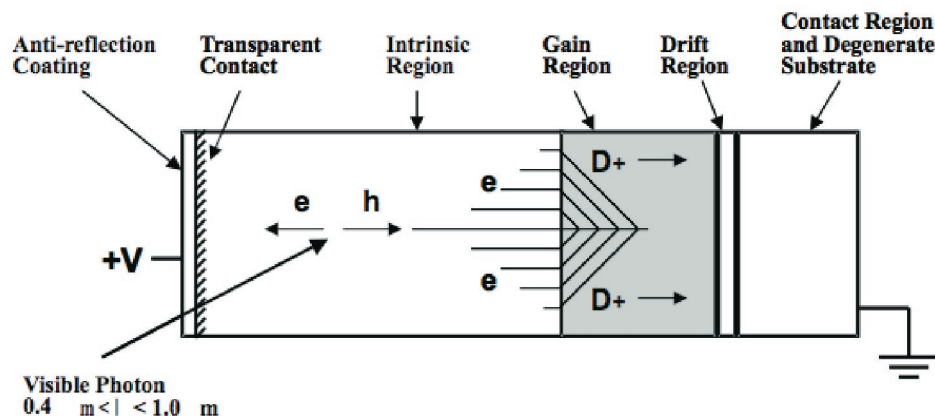 Anti-reflection
Coating
Transparent
Contact
Intrinsic
Region
Gain
Region
Drift
Region
Contact Region
and Degenerate
Substrate
D+
e
e
h
+V
e
D+
Visible Photon
0.4 m < l < 1.0 m